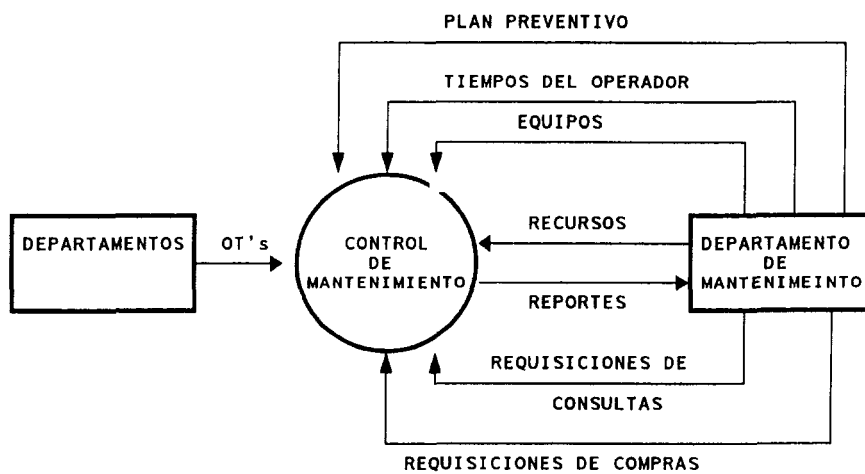 PLAN PREVENTIVO
TIEMPOS DEL OPERADOR
EQUIPOS
DEPARTAMENTOS
OT's
CONTROL
DE
MANTENIMIENTO
RECURSOS
REPORTES
DEPARTAMENTO
DE
MANTENIMEINTO
REQUISICIONES DE
CONSULTAS
REQUISICIONES DE COMPRAS